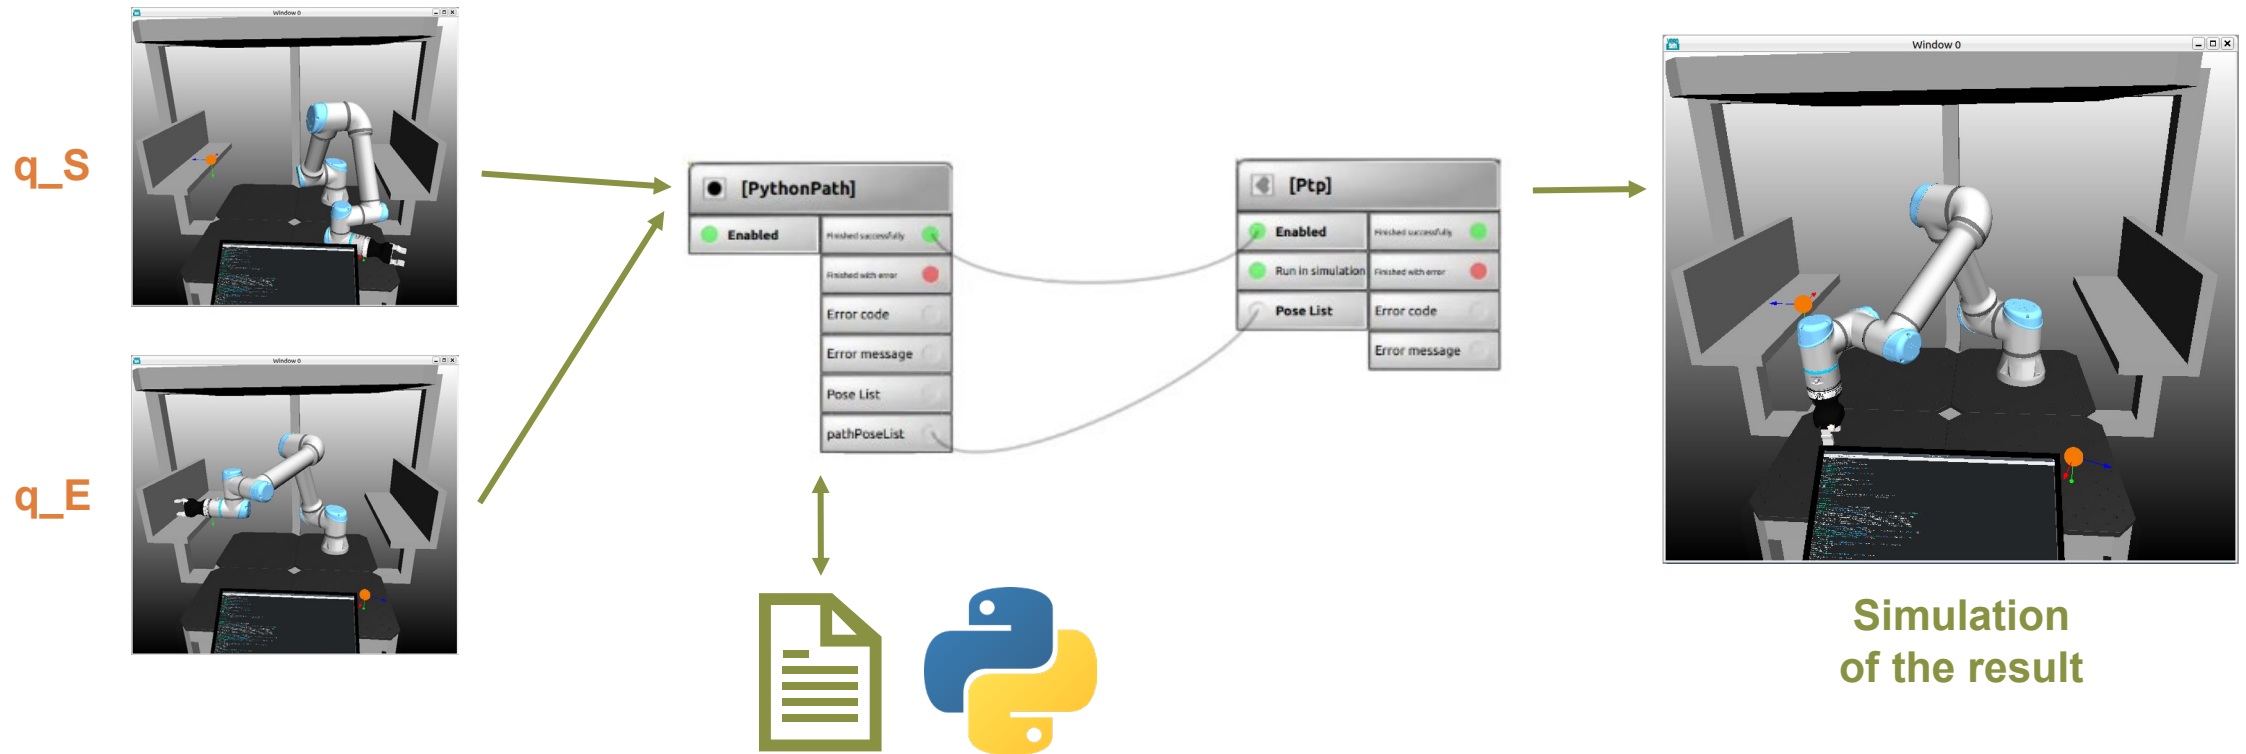 Window 0
q_S
Window 0
q_E
[PythonPath]
Enabled
Finished successfully
Finished with error
Error code
Error message
Pose List
pathPoseList
[Ptp]
Enabled
Finished successfully
Run in simulation
Finished with error
Pose List
Error code
Error message
Window 0
Simulation
of the result